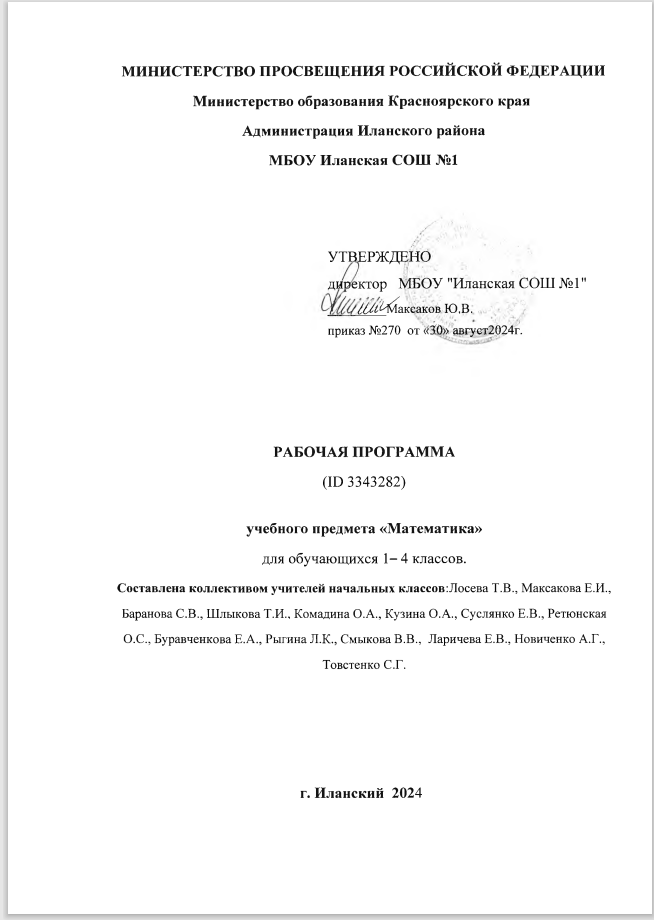 МИНИСТЕРСТВО ПРОСВЕЩЕНИЯ РОССИЙСКОЙ ФЕДЕРАЦИИ
Министерство образования Красноярского края
Администрация Иланского района
МБОУ Иланская СОШ №1
УТВЕРЖДЕНО
директор МБОУ "Иланская СОШ №1"
________Максаков Ю.В.
приказ №270 от «30» август2024г.
РАБОЧАЯ ПРОГРАММА
(ID 3343282)
учебного предмета «Математика»
для обучающихся 1– 4 классов.
Составлена коллективом учителей начальных классов:Лосева Т.В., Максакова Е.И.,
Баранова С.В., Шлыкова Т.И., Комадина О.А., Кузина О.А., Суслянко Е.В., Ретюнская
О.С., Буравченкова Е.А., Рыгина Л.К., Смыкова В.В., Ларичева Е.В., Новиченко А.Г.,
Товстенко С.Г.
г. Иланский 2024